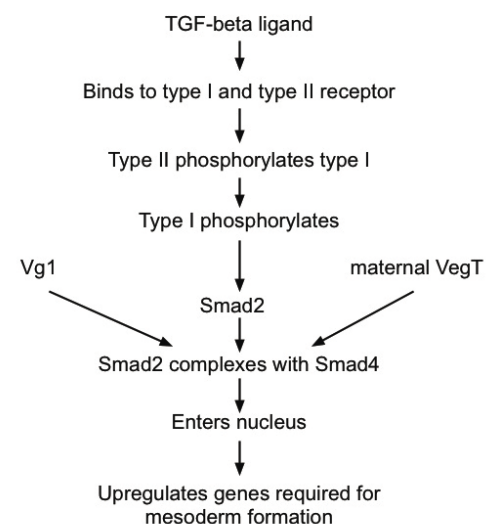 TGF-beta ligand
Binds to type I and type II receptor
Type II phosphorylates type I
Type I phosphorylates
Vg1
maternal VegT
Smad2
Smad2 complexes with Smad4
Enters nucleus
Upregulates genes required for
mesoderm formation